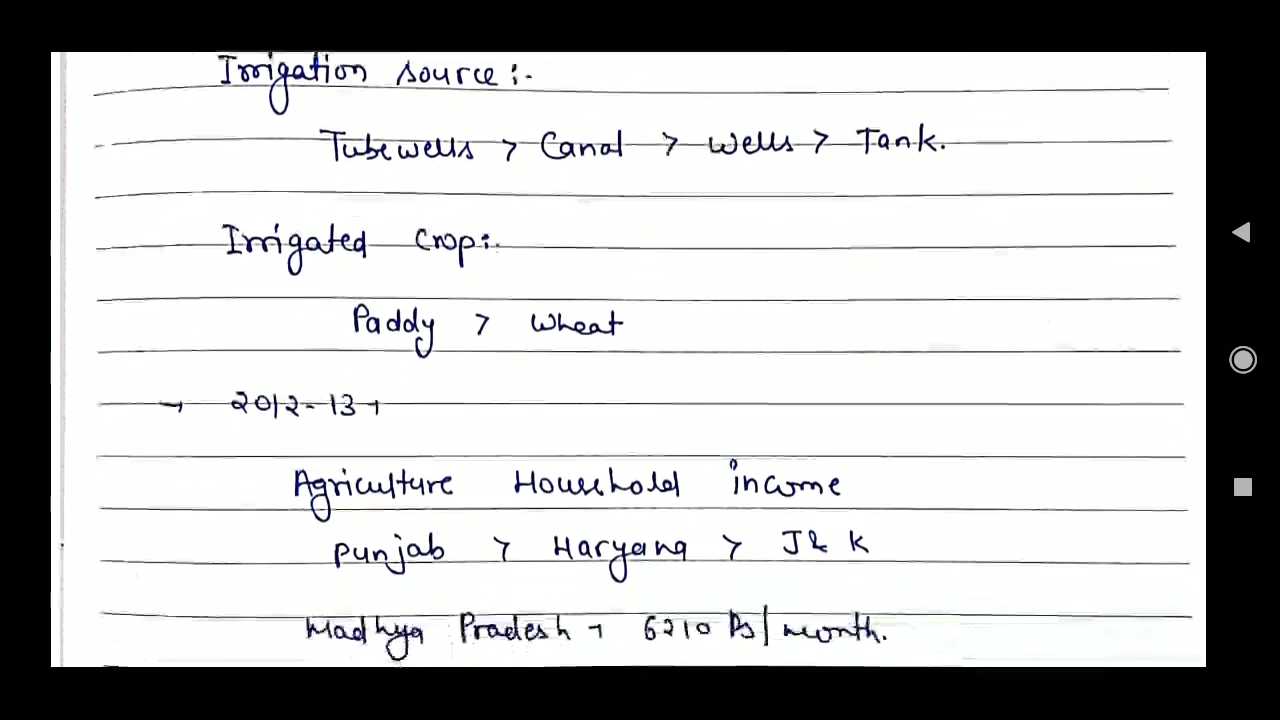 Irrigation source :-
Tubewells > Canal > Wells > Tank.
Irrigated Crop:-
Paddy > Wheat
→ 2012-13 →
Agriculture Household income
Punjab > Haryana > J & K
Madhya Pradesh → 6210 Rs/month.